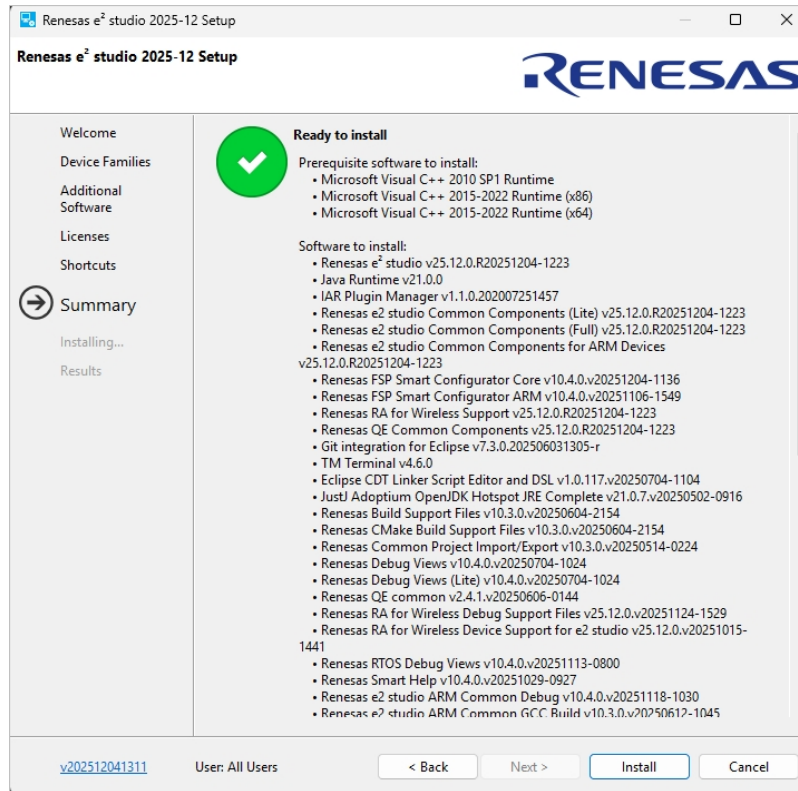 Renesas e² studio 2025-12 Setup
Renesas e² studio 2025-12 Setup
RENESAS
Welcome
Device Families
Additional
Software
Licenses
Shortcuts
Summary
Installing...
Results
Ready to install
Prerequisite software to install:
• Microsoft Visual C++ 2010 SP1 Runtime
• Microsoft Visual C++ 2015-2022 Runtime (x86)
• Microsoft Visual C++ 2015-2022 Runtime (x64)
Software to install:
• Renesas e² studio v25.12.0.R20251204-1223
• Java Runtime v21.0.0
• IAR Plugin Manager v1.1.0.202007251457
• Renesas e2 studio Common Components (Lite) v25.12.0.R20251204-1223
• Renesas e2 studio Common Components (Full) v25.12.0.R20251204-1223
• Renesas e2 studio Common Components for ARM Devices
v25.12.0.R20251204-1223
• Renesas FSP Smart Configurator Core v10.4.0.v20251204-1136
• Renesas FSP Smart Configurator ARM v10.4.0.v20251106-1549
• Renesas RA for Wireless Support v25.12.0.R20251204-1223
• Renesas QE Common Components v25.12.0.R20251204-1223
• Git integration for Eclipse v7.3.0.202506031305-r
• TM Terminal v4.6.0
• Eclipse CDT Linker Script Editor and DSL v1.0.117.v20250704-1104
• JustJ Adoptium OpenJDK Hotspot JRE Complete v21.0.7.v20250502-0916
• Renesas Build Support Files v10.3.0.v20250604-2154
• Renesas CMake Build Support Files v10.3.0.v20250604-2154
• Renesas Common Project Import/Export v10.3.0.v20250514-0224
• Renesas Debug Views v10.4.0.v20250704-1024
• Renesas Debug Views (Lite) v10.4.0.v20250704-1024
• Renesas QE common v2.4.1.v20250606-0144
• Renesas RA for Wireless Debug Support Files v25.12.0.v20251124-1529
• Renesas RA for Wireless Device Support for e2 studio v25.12.0.v20251015-
1441
• Renesas RTOS Debug Views v10.4.0.v20251113-0800
• Renesas Smart Help v10.4.0.v20251029-0927
• Renesas e2 studio ARM Common Debug v10.4.0.v20251118-1030
• Renesas e2 studio ARM Common GCC Build v10.3.0.v20250612-1045
v202512041311
User: All Users
< Back
Next >
Install
Cancel